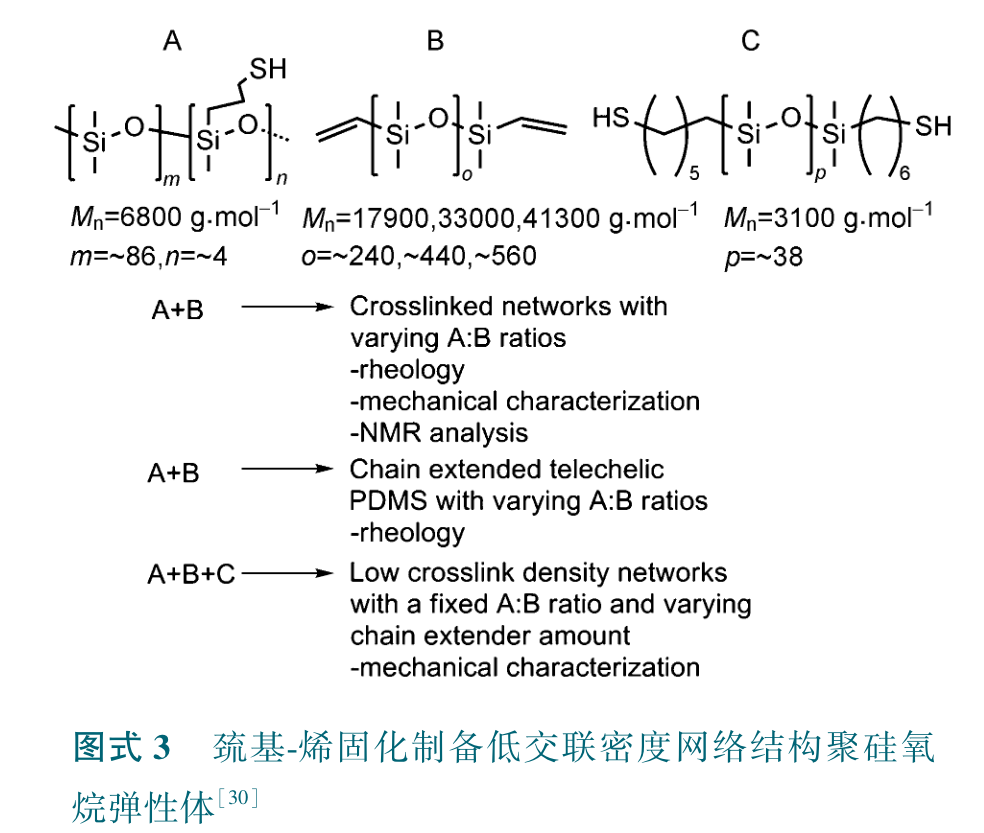 A B C
SH
Si O Si O m n
Si O Si o
HS 5 Si O Si p 6 SH
Mn=6800 g·mol−1 Mn=17900,33000,41300 g·mol−1 Mn=3100 g·mol−1
m=~86,n=~4 o=~240,~440,~560 p=~38
A+B Crosslinked networks with
varying A:B ratios
-rheology
-mechanical characterization
-NMR analysis
A+B Chain extended telechelic
PDMS with varying A:B ratios
-rheology
A+B+C Low crosslink density networks
with a fixed A:B ratio and varying
chain extender amount
-mechanical characterization
图式 3 巯基-烯固化制备低交联密度网络结构聚硅氧
烷弹性体[30]